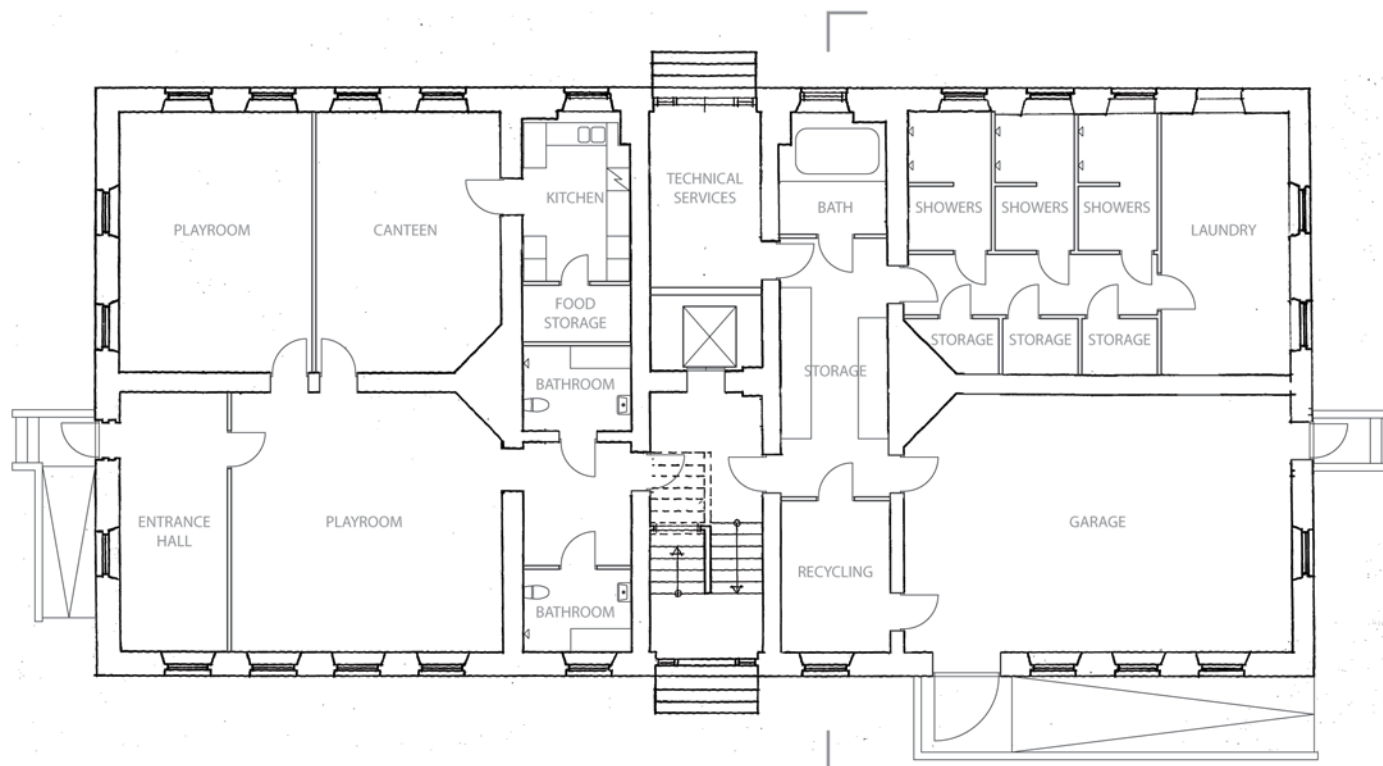 TECHNICAL
SERVICES
KITCHEN
BATH
SHOWERS
SHOWERS
SHOWERS
PLAYROOM
CANTEEN
LAUNDRY
FOOD
STORAGE
STORAGE
STORAGE
STORAGE
STORAGE
BATHROOM
ENTRANCE
HALL
PLAYROOM
GARAGE
RECYCLING
BATHROOM